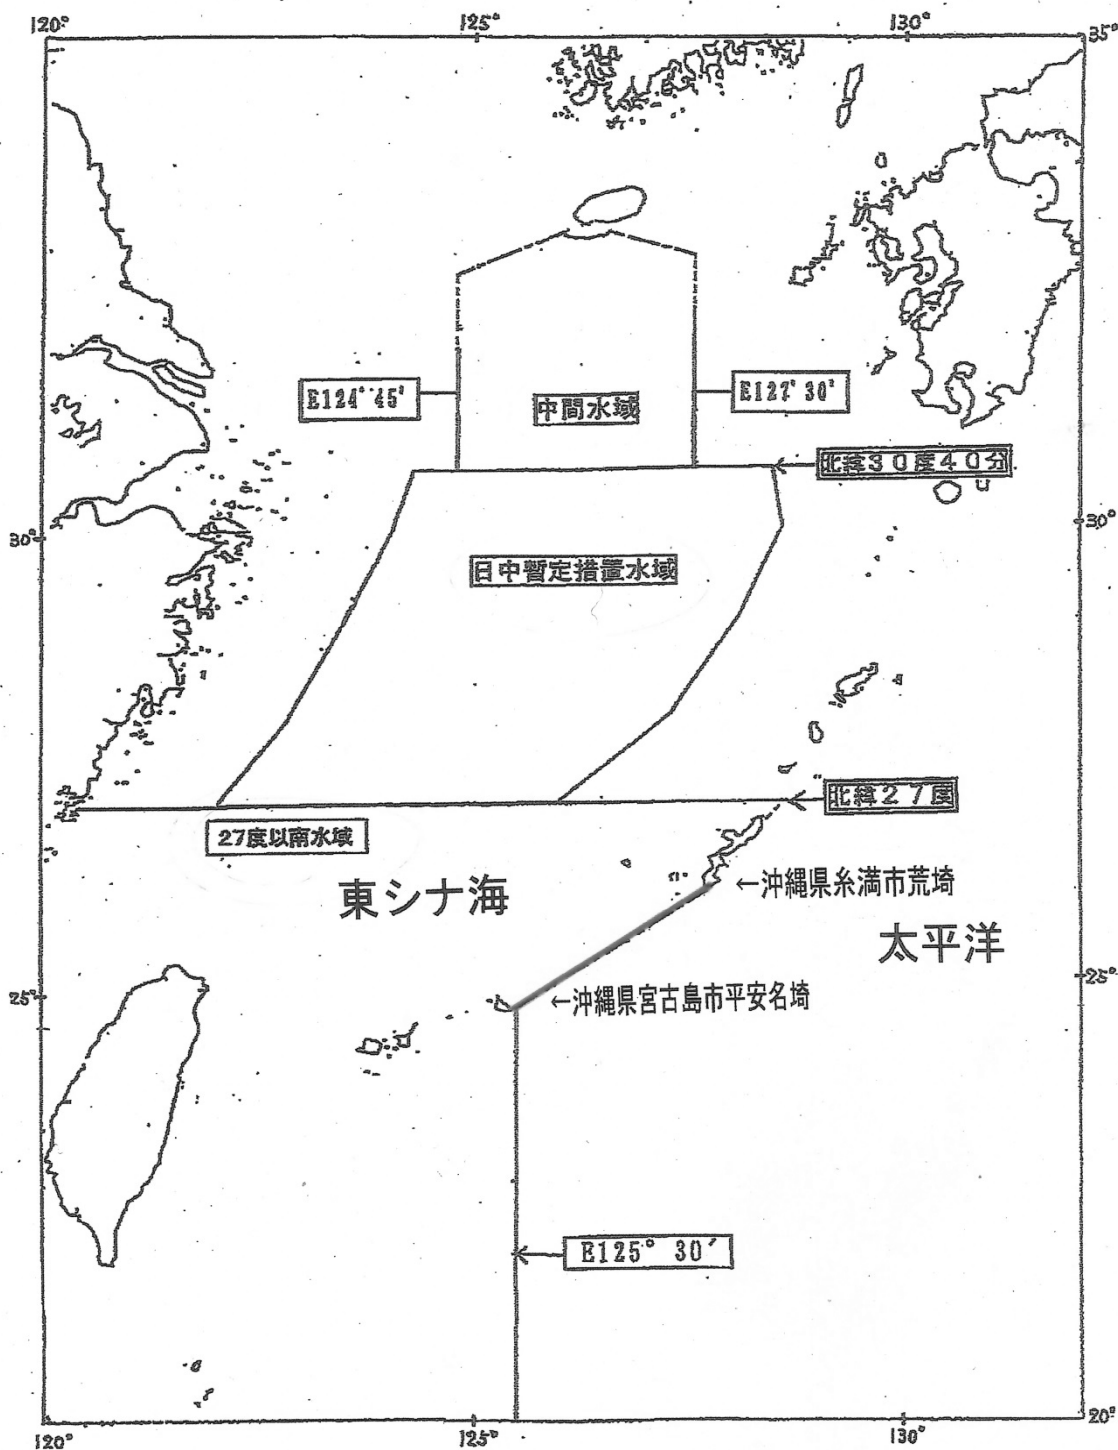 120°
125°
130°
35°
E124°45'
中間水域
E127°30'
北緯30度40分
30°
30°
日中暫定措置水域
北緯27度
27度以南水域
東シナ海
←沖縄県糸満市荒埼
太平洋
25°
25°
←沖縄県宮古島市平安名埼
E125°30′
20°
120°
125°
130°